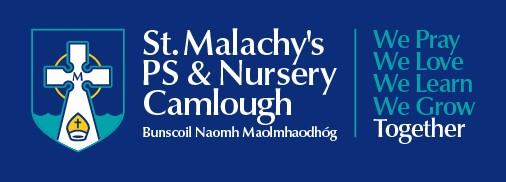 M
St. Malachy's
PS & Nursery
Camlough
Bunscoil Naomh Maolmhaodhóg
We Pray
We Love
We Learn
We Grow
Together